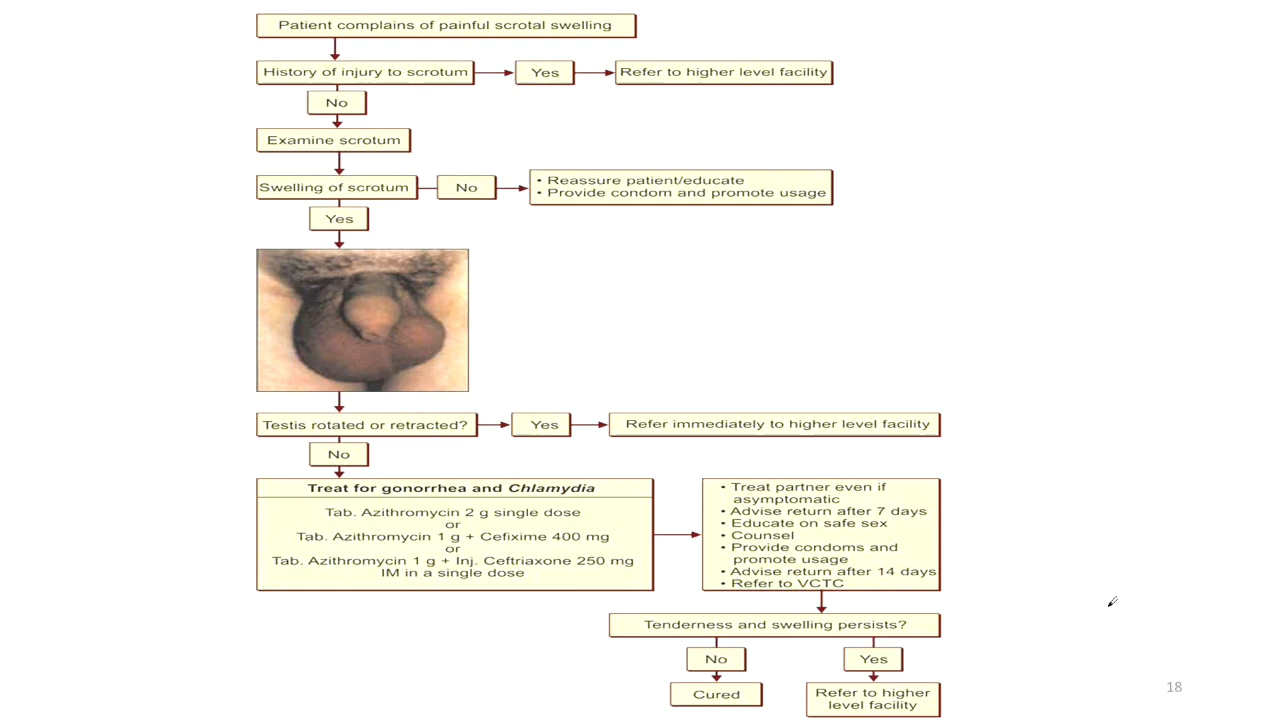 Patient complains of painful scrotal swelling
History of injury to scrotum
Yes
Refer to higher level facility
No
Examine scrotum
Swelling of scrotum
No
• Reassure patient/educate
• Provide condom and promote usage
Yes
Testis rotated or retracted?
Yes
Refer immediately to higher level facility
No
Treat for gonorrhea and Chlamydia
Tab. Azithromycin 2 g single dose
or
Tab. Azithromycin 1 g + Cefixime 400 mg
or
Tab. Azithromycin 1 g + Inj. Ceftriaxone 250 mg
IM in a single dose
• Treat partner even if
asymptomatic
• Advise return after 7 days
• Educate on safe sex
• Counsel
• Provide condoms and
promote usage
• Advise return after 14 days
• Refer to VCTC
Tenderness and swelling persists?
No
Yes
Cured
Refer to higher
level facility
18